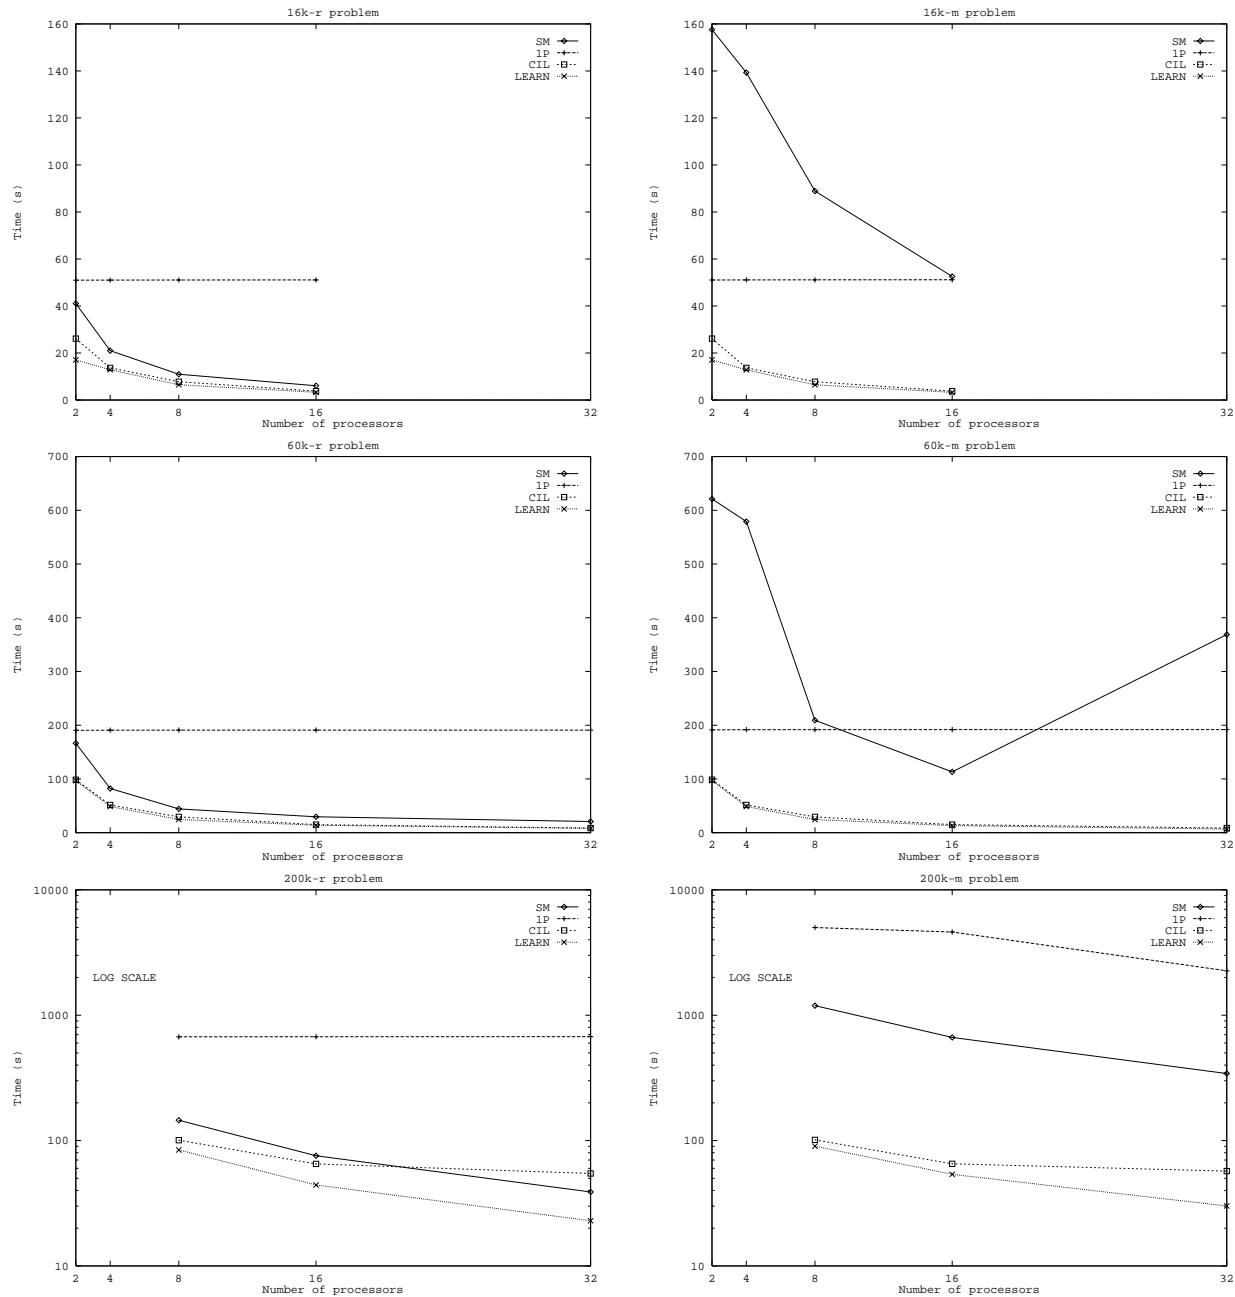 16k-r problem
160
140
120
100
80
60
40
20
0
Time (s)
SM
1P
CIL
LEARN
2 4 8 16 32
Number of processors
16k-m problem
160
140
120
100
80
60
40
20
0
Time (s)
SM
1P
CIL
LEARN
2 4 8 16 32
Number of processors
60k-r problem
700
600
500
400
300
200
100
0
Time (s)
SM
1P
CIL
LEARN
2 4 8 16 32
Number of processors
60k-m problem
700
600
500
400
300
200
100
0
Time (s)
SM
1P
CIL
LEARN
2 4 8 16 32
Number of processors
200k-r problem
10000
1000
100
10
Time (s)
SM
1P
CIL
LEARN
LOG SCALE
2 4 8 16 32
Number of processors
200k-m problem
10000
1000
100
10
Time (s)
SM
1P
CIL
LEARN
LOG SCALE
2 4 8 16 32
Number of processors